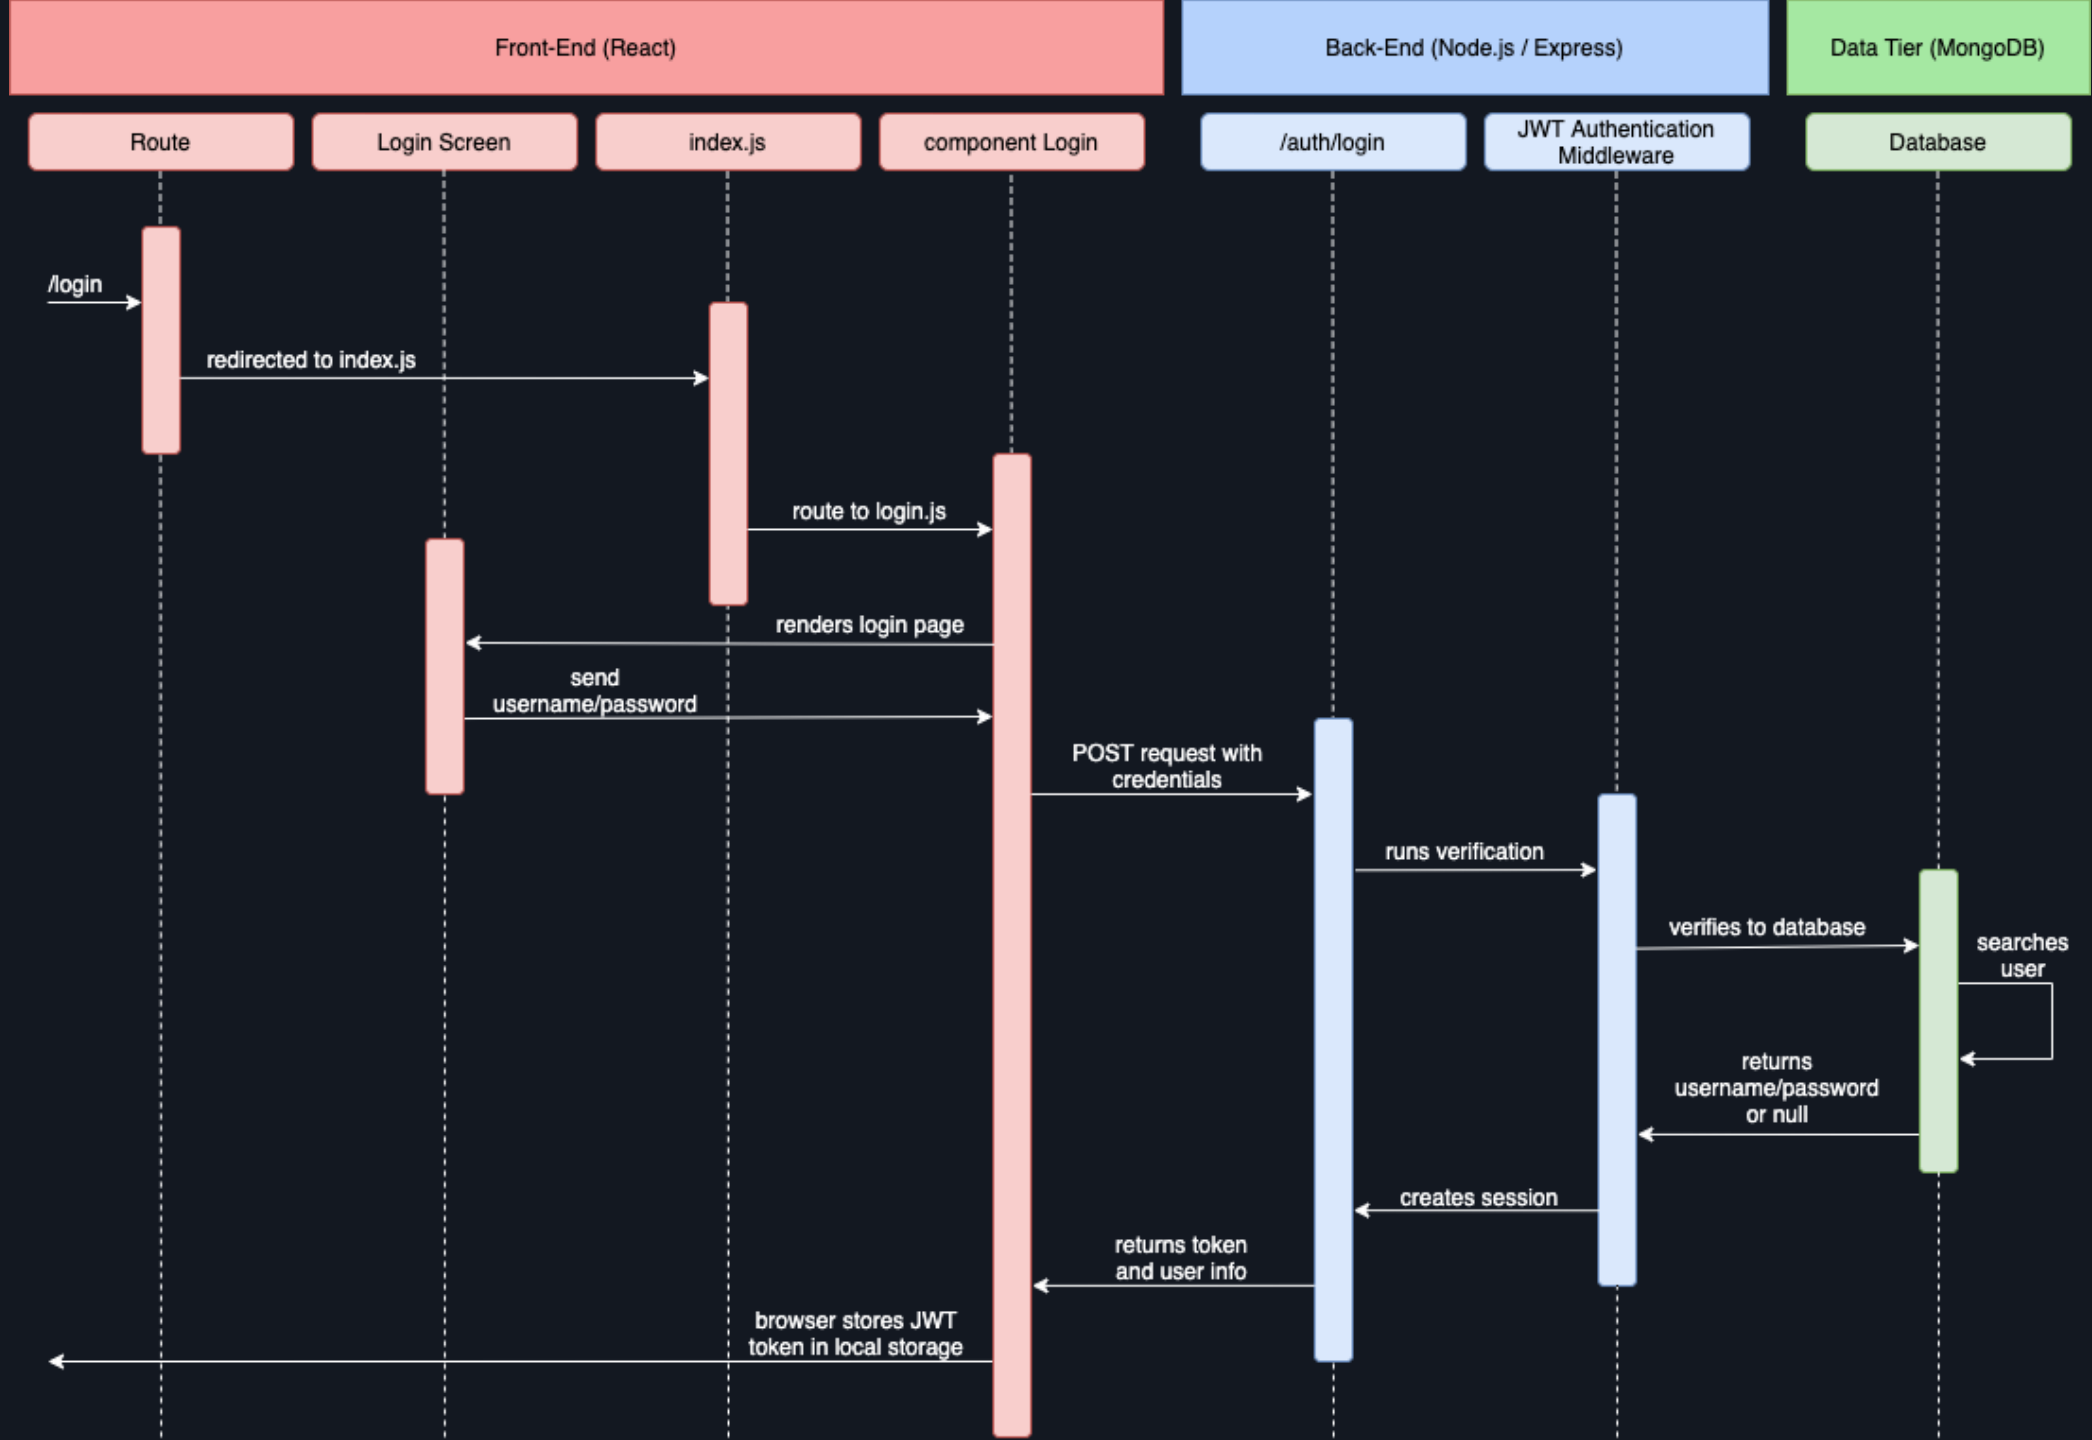 Front-End (React)
Back-End (Node.js / Express)
Data Tier (MongoDB)
Route
Login Screen
index.js
component Login
/auth/login
JWT Authentication
Middleware
Database
/login
redirected to index.js
route to login.js
renders login page
send
username/password
POST request with
credentials
runs verification
verifies to database
searches
user
returns
username/password
or null
creates session
returns token
and user info
browser stores JWT
token in local storage